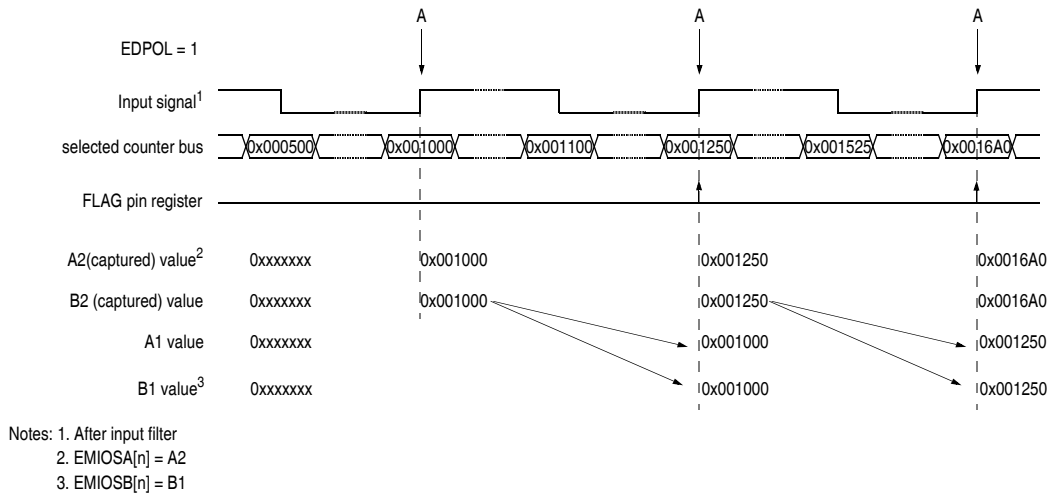 A A A
EDPOL = 1
Input signal1
selected counter bus 0x000500 0x001000 0x001100 0x001250 0x001525 0x0016A0
FLAG pin register
A2(captured) value2 0xxxxxxx 0x001000 0x001250 0x0016A0
B2 (captured) value 0xxxxxxx 0x001000 0x001250 0x0016A0
A1 value 0xxxxxxx 0x001000 0x001250
B1 value3 0xxxxxxx 0x001000 0x001250
Notes: 1. After input filter
2. EMIOSA[n] = A2
3. EMIOSB[n] = B1